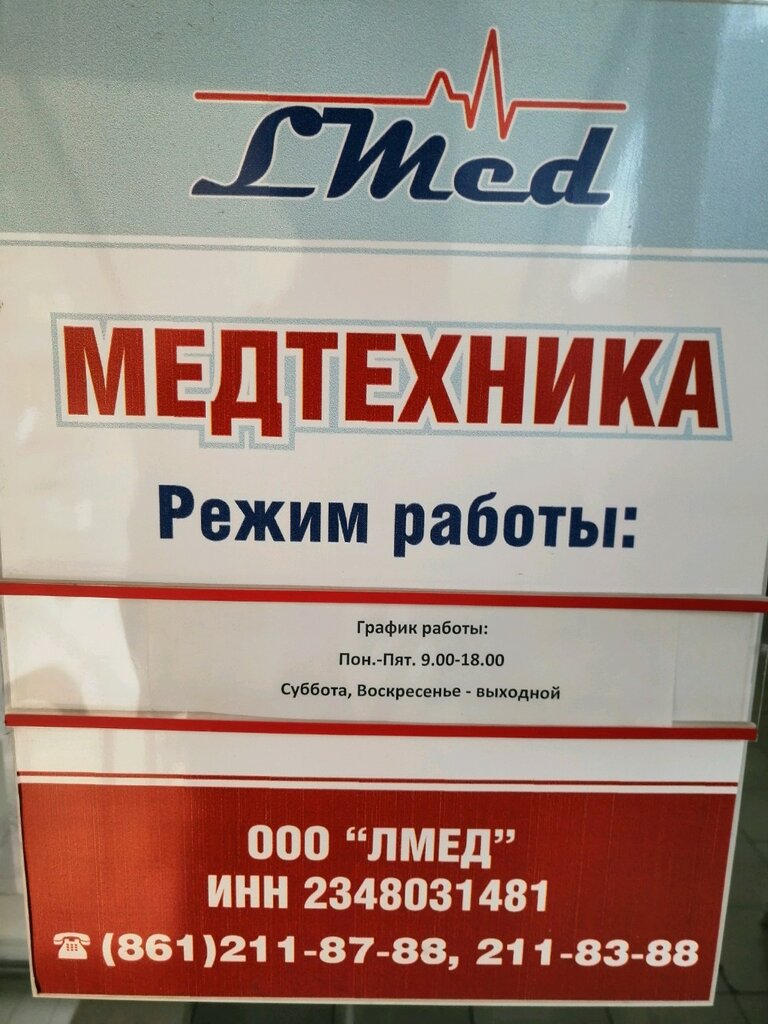 LMed
МЕДТЕХНИКА
Режим работы:
График работы:
Пон.-Пят. 9.00-18.00
Суббота, Воскресенье - выходной
ООО “ЛМЕД”
ИНН 2348031481
☎ (861)211-87-88, 211-83-88